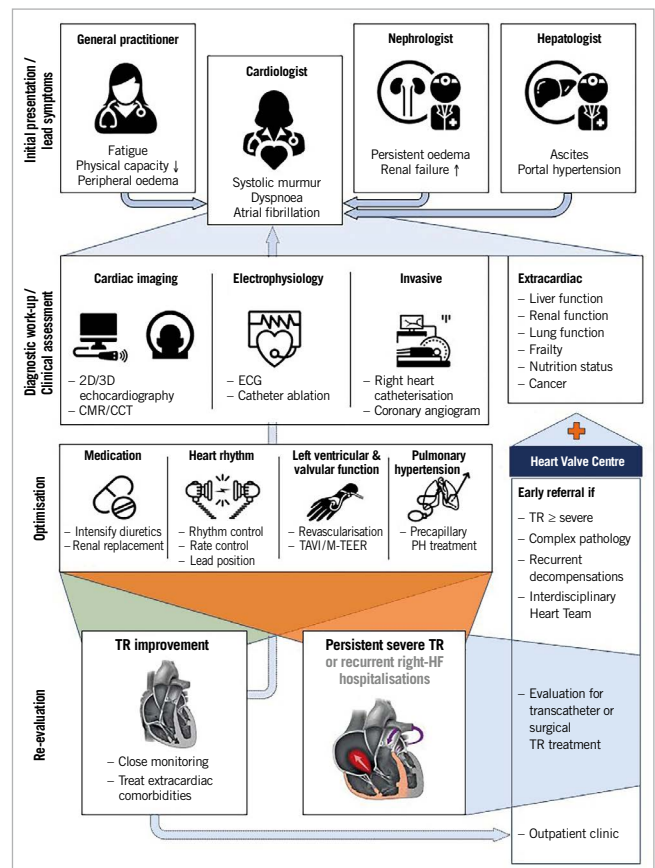 Initial presentation /
lead symptoms
General practitioner
Fatigue
Physical capacity ↓
Peripheral oedema
Cardiologist
Systolic murmur
Dyspnoea
Atrial fibrillation
Nephrologist
Persistent oedema
Renal failure ↑
Hepatologist
Ascites
Portal hypertension
Diagnostic work-up /
Clinical assessment
Cardiac imaging
– 2D/3D
echocardiography
– CMR/CCT
Electrophysiology
– ECG
– Catheter ablation
Invasive
– Right heart
catheterisation
– Coronary angiogram
Extracardiac
– Liver function
– Renal function
– Lung function
– Frailty
– Nutrition status
– Cancer
Optimisation
Medication
– Intensify diuretics
– Renal replacement
Heart rhythm
– Rhythm control
– Rate control
– Lead position
Left ventricular &
valvular function
– Revascularisation
– TAVI/M-TEER
Pulmonary
hypertension
– Precapillary
PH treatment
Heart Valve Centre
Early referral if
– TR ≥ severe
– Complex pathology
– Recurrent
decompensations
– Interdisciplinary
Heart Team
Re-evaluation
TR improvement
– Close monitoring
– Treat extracardiac
comorbidities
Persistent severe TR
or recurrent right-HF
hospitalisations
– Evaluation for
transcatheter or
surgical
TR treatment
– Outpatient clinic